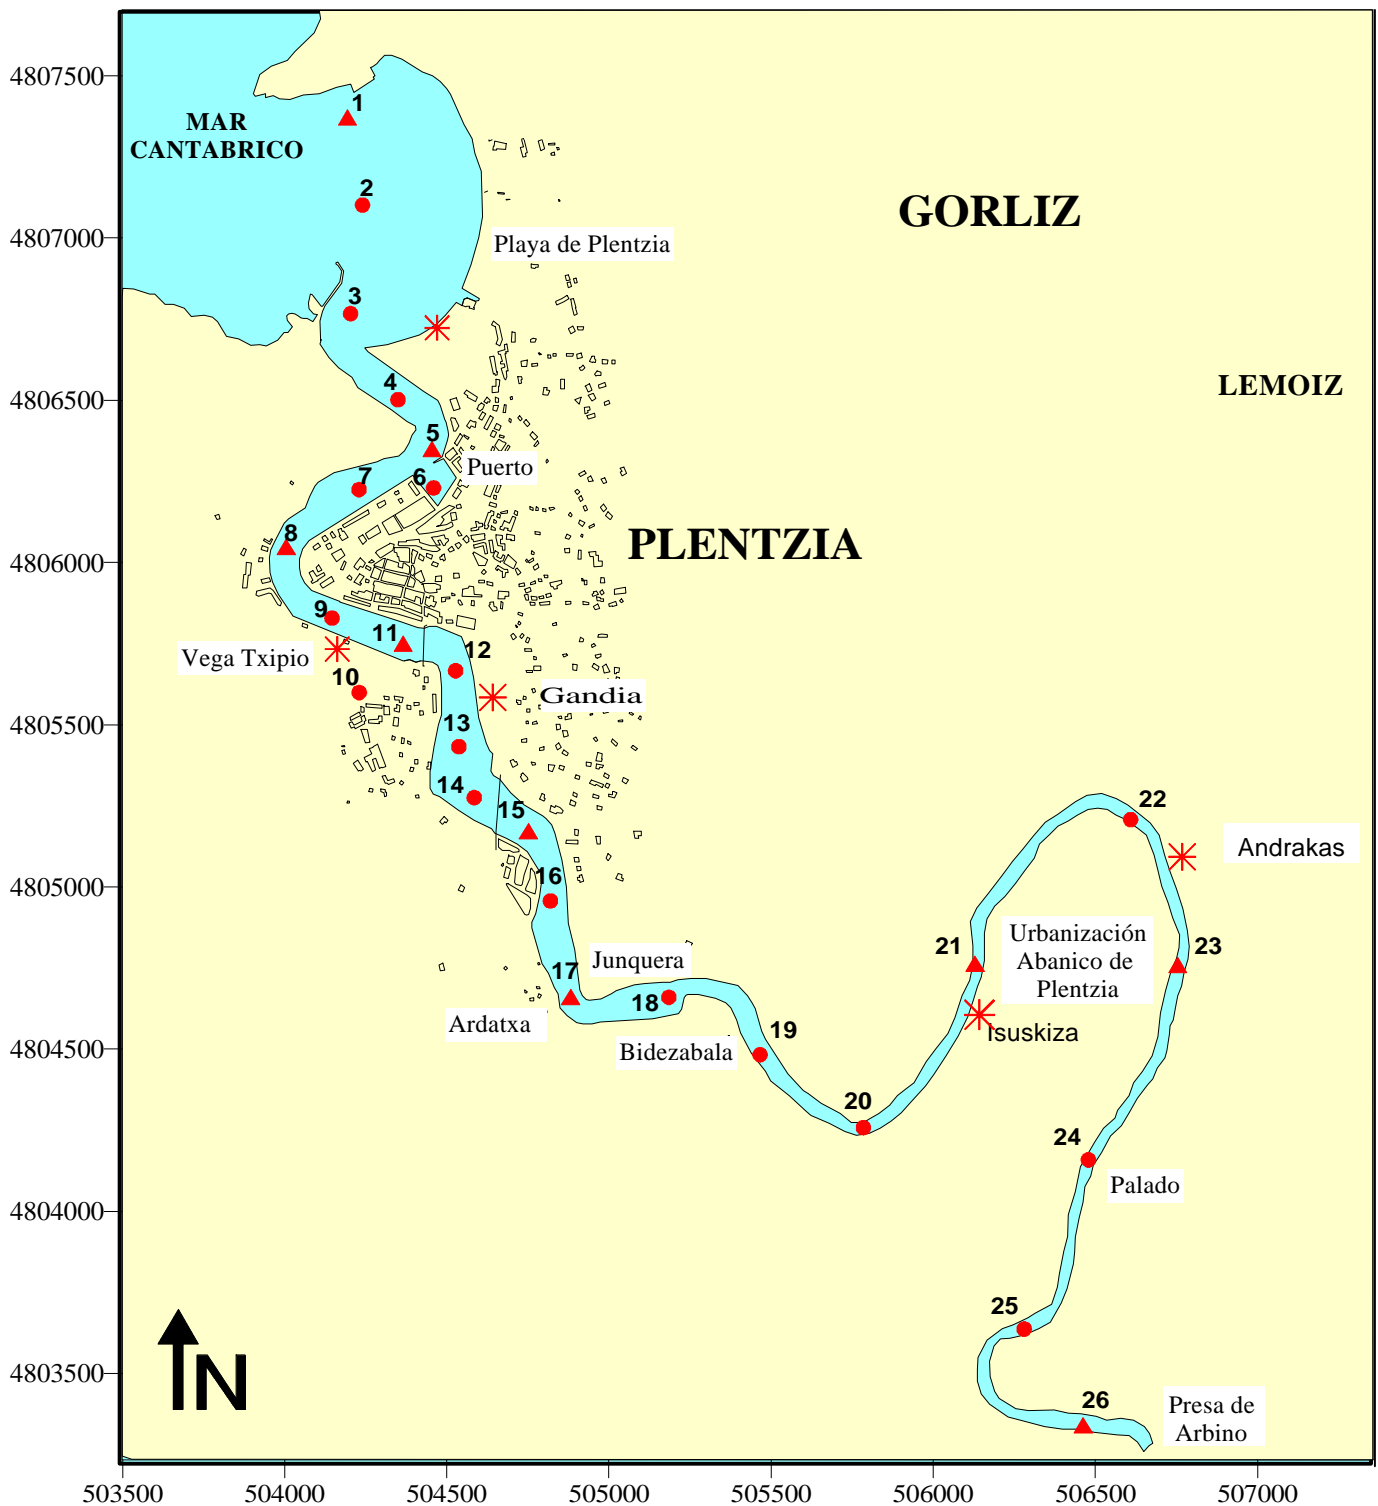 4807500
1
MAR
CANTABRICO
2
GORLIZ
4807000
Playa de Plentzia
3
4
LEMOIZ
4806500
5
Puerto
6
7
8
PLENTZIA
4806000
9
11
12
Vega Txipio
10
Gandia
4805500
13
14
15
22
Andrakas
16
4805000
21
Urbanización
Abanico de
Plentzia
23
Junquera
17
18
Ardatxa
Isuskiza
19
Bidezabala
4804500
20
24
Palado
4804000
25
4803500
26
Presa de
Arbino
N
503500 504000 504500 505000 505500 506000 506500 507000